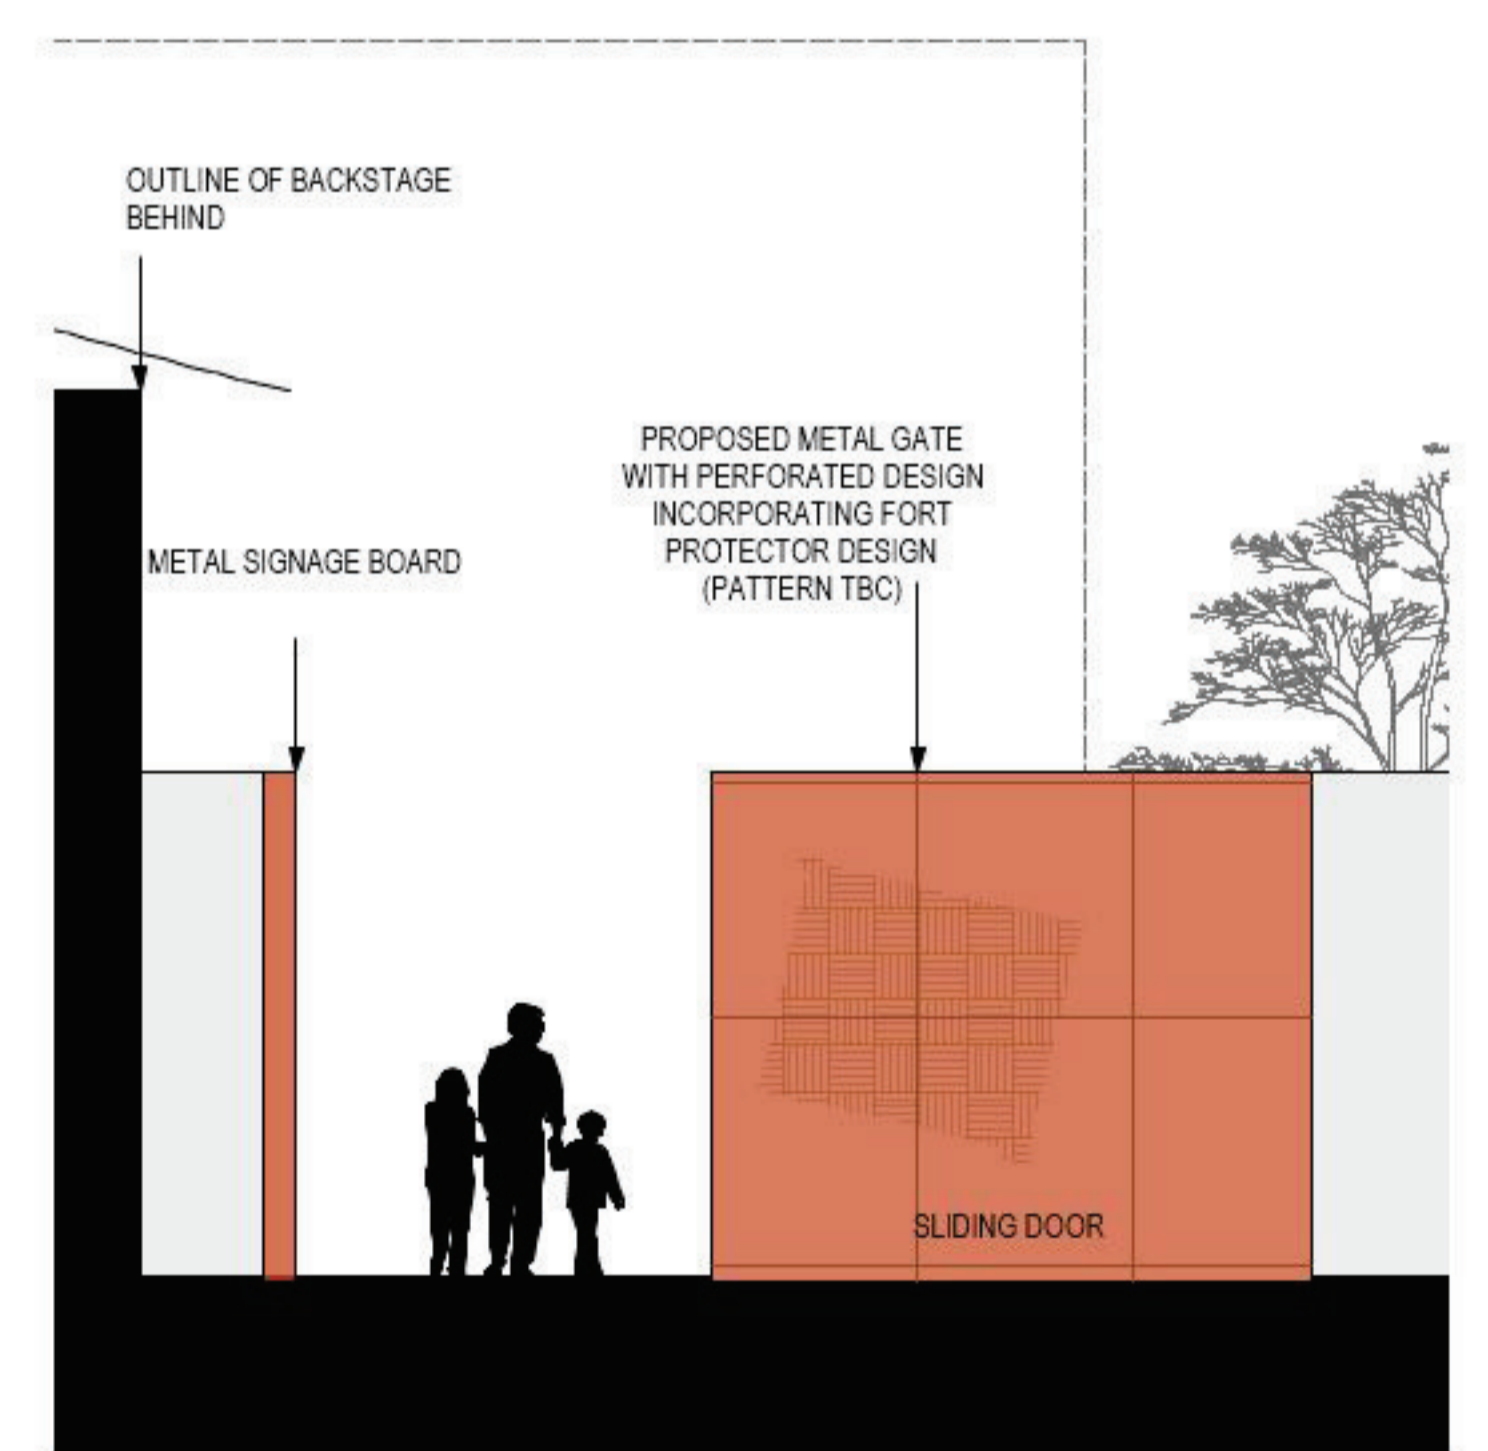 OUTLINE OF BACKSTAGE
BEHIND
PROPOSED METAL GATE
WITH PERFORATED DESIGN
INCORPORATING FORT
PROTECTOR DESIGN
(PATTERN TBC)
METAL SIGNAGE BOARD
SLIDING DOOR